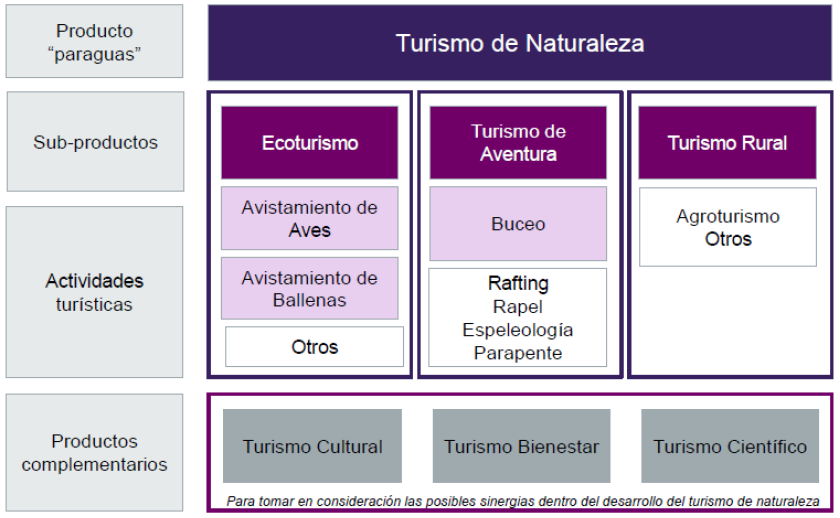 Producto
“paraguas”
Turismo de Naturaleza
Sub-productos
Ecoturismo
Turismo de
Aventura
Turismo Rural
Actividades
turísticas
Avistamiento de
Aves
Avistamiento de
Ballenas
Otros
Buceo
Rafting
Rapel
Espeleología
Parapente
Agroturismo
Otros
Productos
complementarios
Turismo Cultural
Turismo Bienestar
Turismo Científico
Para tomar en consideración las posibles sinergias dentro del desarrollo del turismo de naturaleza